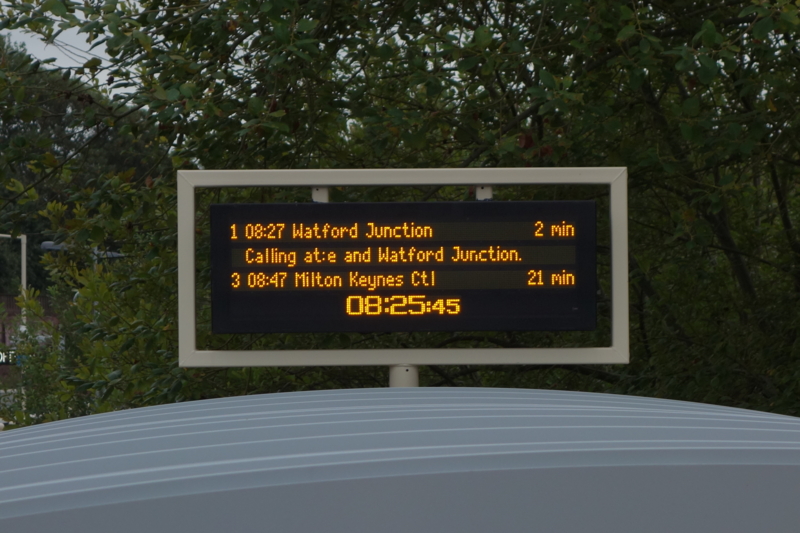 1 08:27 Watford Junction 2 min
Calling at:e and Watford Junction.
3 08:47 Milton Keynes Ctl 21 min
08:25:45